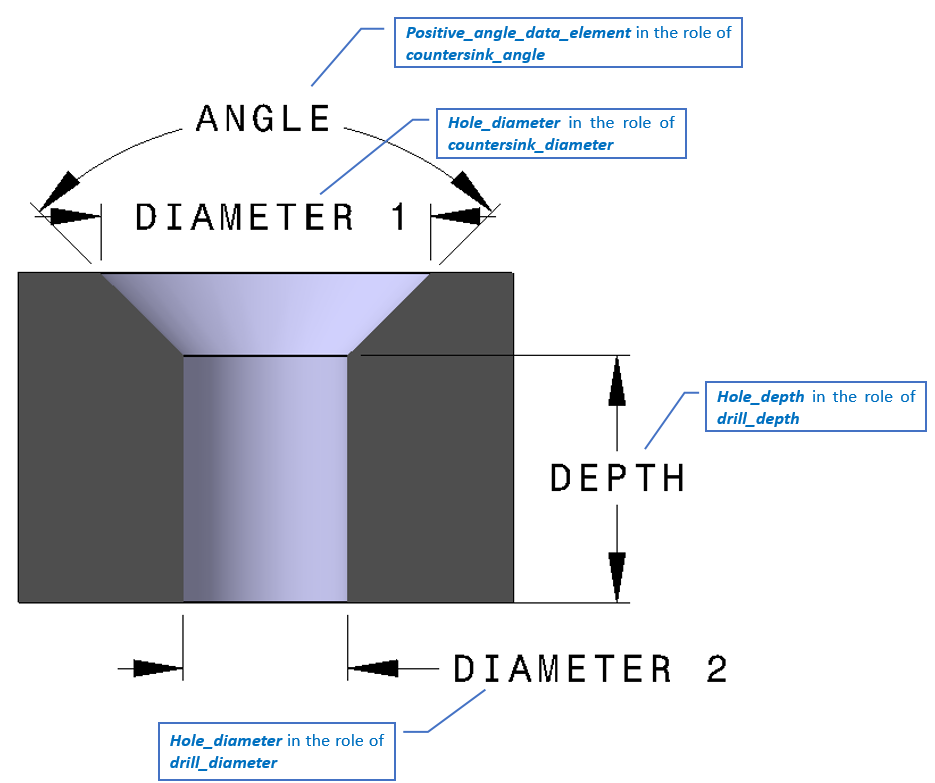 Positive_angle_data_element in the role of
countersink_angle
ANGLE
Hole_diameter in the role of
countersink_diameter
DIAMETER 1
Hole_depth in the role of
drill_depth
DEPTH
DIAMETER 2
Hole_diameter in the role of
drill_diameter